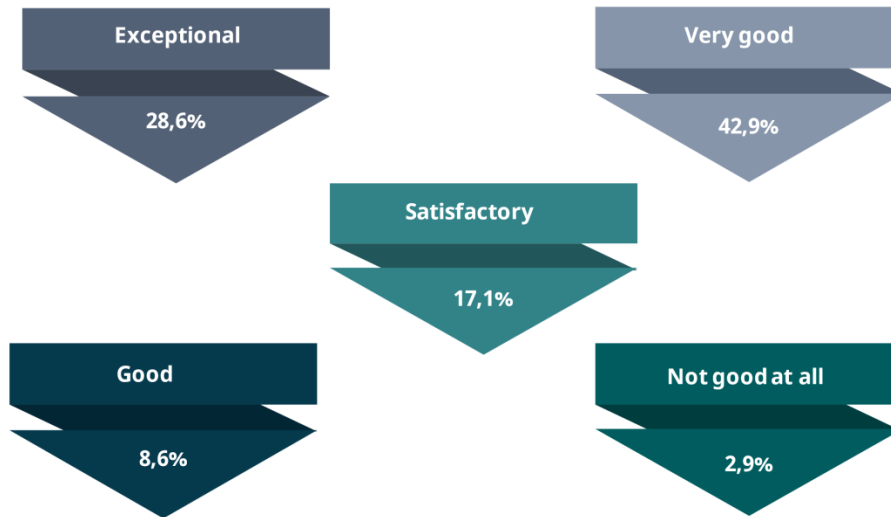 Exceptional
28,6%
Very good
42,9%
Satisfactory
17,1%
Good
8,6%
Not good at all
2,9%